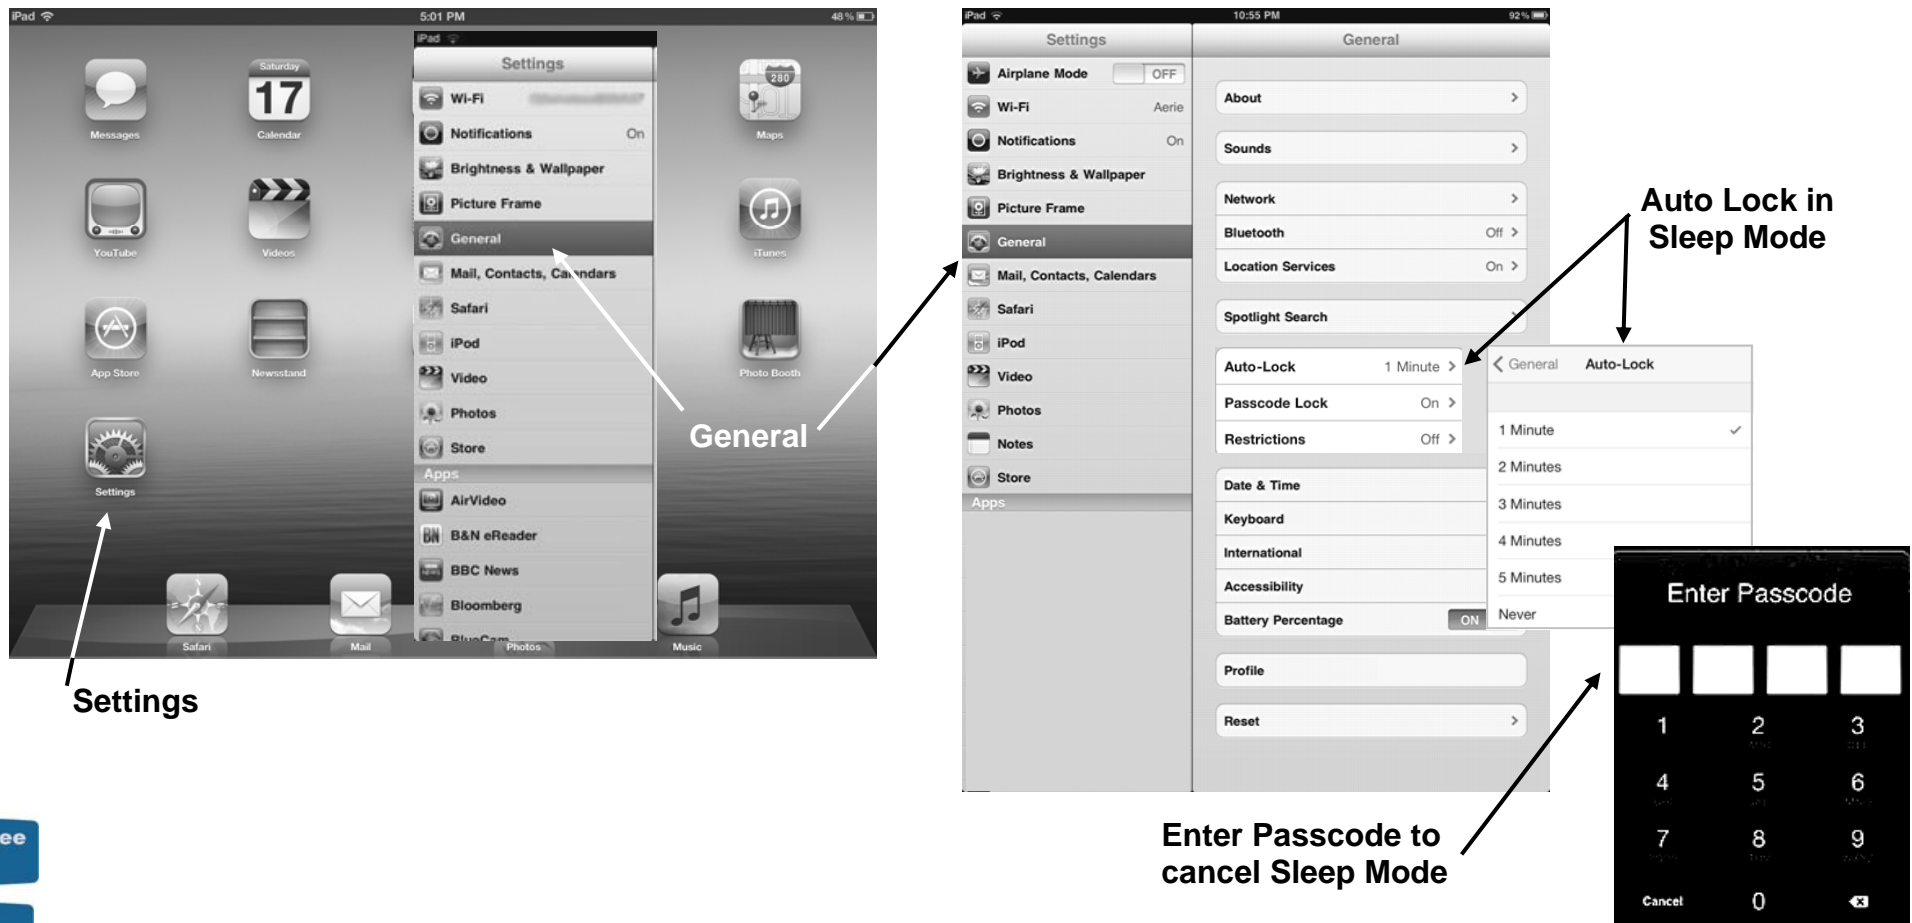 iPad
5:01 PM
48%
Messages
Saturday
17
Calendar
280
Maps
YouTube
Videos
iTunes
App Store
Newsstand
Photo Booth
Settings
Safari
Mail
Photos
Music
iPad
Settings
Wi-Fi
Notifications On
Brightness & Wallpaper
Picture Frame
General
Mail, Contacts, Calendars
Safari
iPod
Video
Photos
Store
Apps
AirVideo
BN B&N eReader
BBC News
Bloomberg
BlueCam
General
Settings
iPad
10:55 PM
92%
Settings
Airplane Mode OFF
Wi-Fi Aerie
Notifications On
Brightness & Wallpaper
Picture Frame
General
Mail, Contacts, Calendars
Safari
iPod
Video
Photos
Notes
Store
Apps
General
About
Sounds
Network
Bluetooth Off
Location Services On
Spotlight Search
Auto-Lock 1 Minute
Passcode Lock On
Restrictions Off
Date & Time
Keyboard
International
Accessibility
Battery Percentage ON
Profile
Reset
Auto Lock in
Sleep Mode
General Auto-Lock
1 Minute
2 Minutes
3 Minutes
4 Minutes
5 Minutes
Never
Enter Passcode
1 2 3
4 5 6
7 8 9
Cancel 0
Enter Passcode to
cancel Sleep Mode
ee